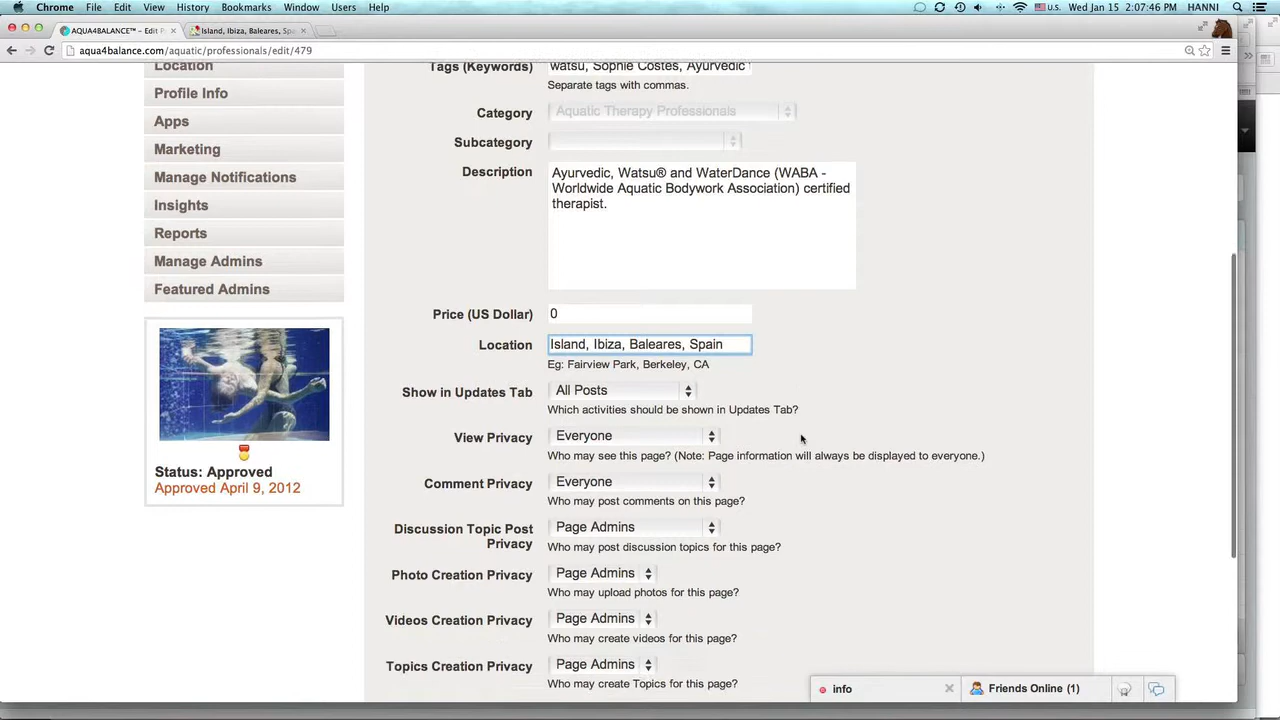 Chrome File Edit View History Bookmarks Window Users Help U.S. Wed Jan 15 2:07:46 PM HANNI
AQUA4BALANCE™ – Edit P Island, Ibiza, Baleares, Spa
aqua4balance.com/aquatic/professionals/edit/479
Location
Profile Info
Apps
Marketing
Manage Notifications
Insights
Reports
Manage Admins
Featured Admins
Status: Approved
Approved April 9, 2012
Tags (Keywords) watsu, Sophie Costes, Ayurvedic
Separate tags with commas.
Category Aquatic Therapy Professionals
Subcategory
Description Ayurvedic, Watsu® and WaterDance (WABA -
Worldwide Aquatic Bodywork Association) certified
therapist.
Price (US Dollar) 0
Location Island, Ibiza, Baleares, Spain
Eg: Fairview Park, Berkeley, CA
Show in Updates Tab All Posts
Which activities should be shown in Updates Tab?
View Privacy Everyone
Who may see this page? (Note: Page information will always be displayed to everyone.)
Comment Privacy Everyone
Who may post comments on this page?
Discussion Topic Post Page Admins
Privacy
Who may post discussion topics for this page?
Photo Creation Privacy Page Admins
Who may upload photos for this page?
Videos Creation Privacy Page Admins
Who may create videos for this page?
Topics Creation Privacy Page Admins
Who may create Topics for this page?
info Friends Online (1)